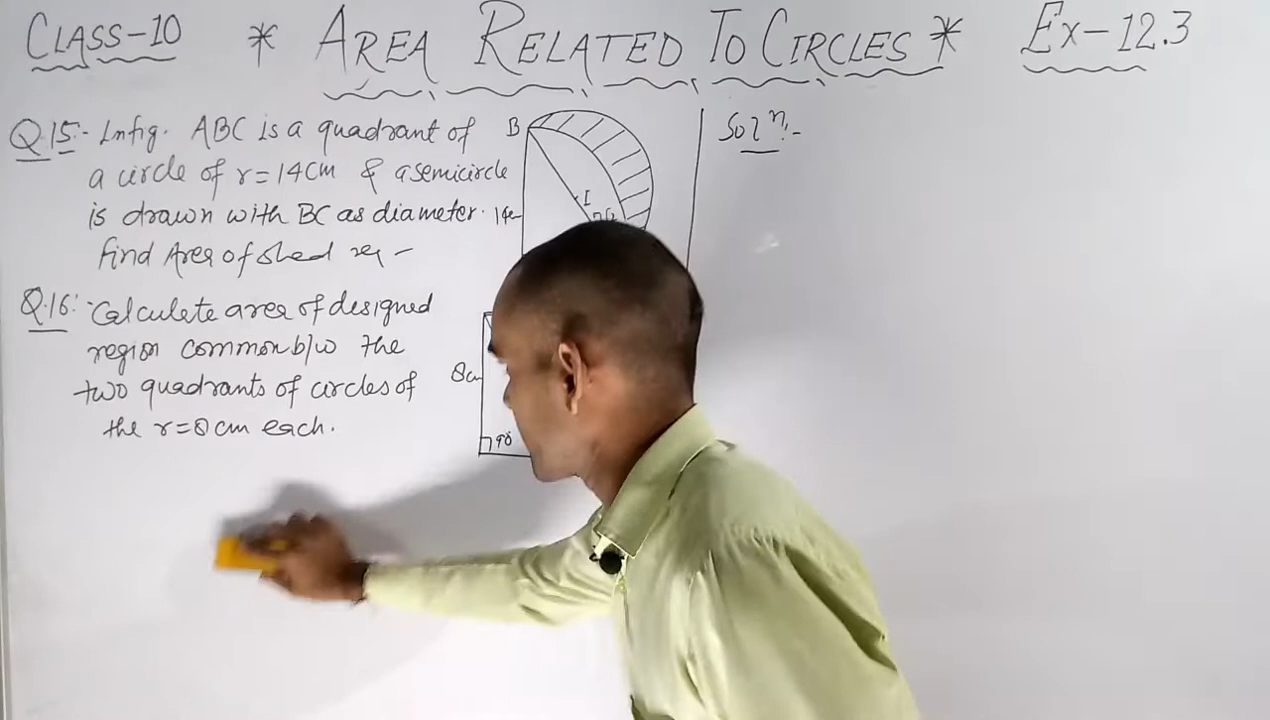 CLASS-10 * AREA RELATED TO CIRCLES * Ex-12.3
Q.15:- In fig. ABC is a quadrant of
a circle of r=14cm & a semicircle
is drawn with BC as diameter.
find Area of shad reg-
Q.16:- Calculate area of designed
region common b/w the
two quadrants of circles of
the r=8cm each.
B
I
8cm
90°
Solⁿ:-